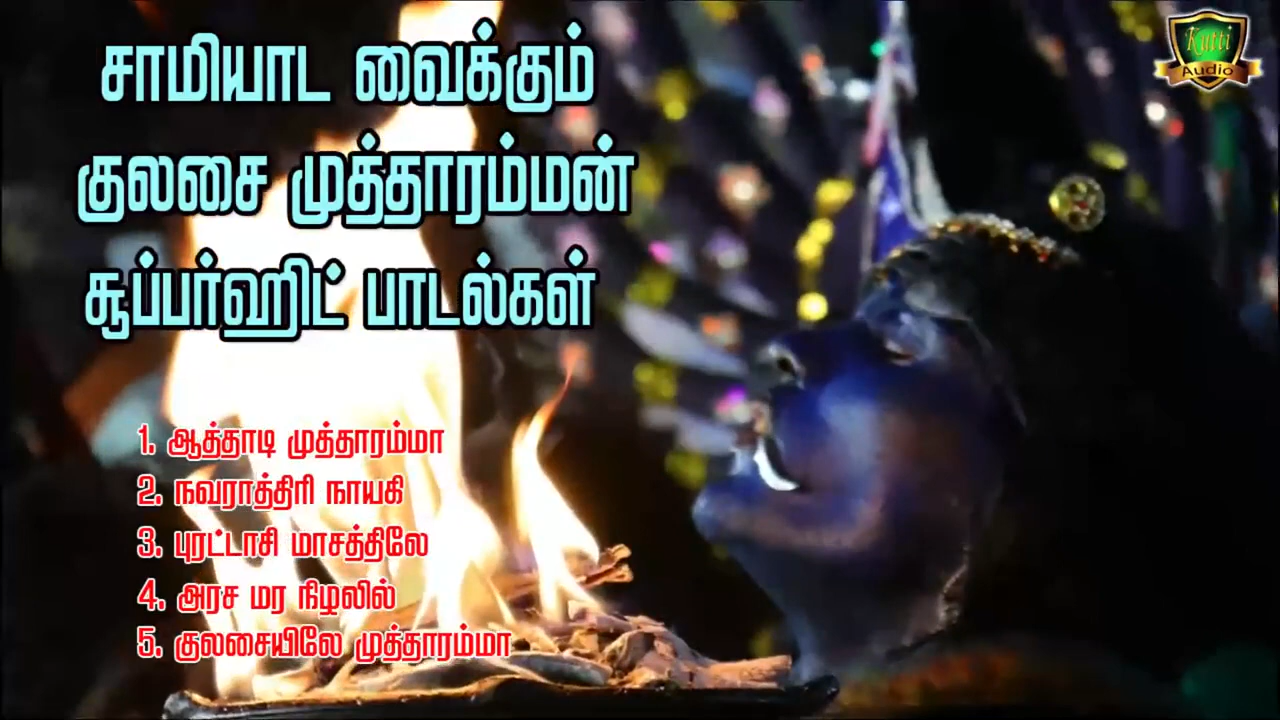 சாமியாட வைக்கும்
குலசை முத்தாரம்மன்
சூப்பர்ஹிட் பாடல்கள்
1. ஆத்தாடி முத்தாரம்மா
2. நவராத்திரி நாயகி
3. புரட்டாசி மாசத்திலே
4. அரச மர நிழலில்
5. குலசையிலே முத்தாரம்மா
Kutti
Audio